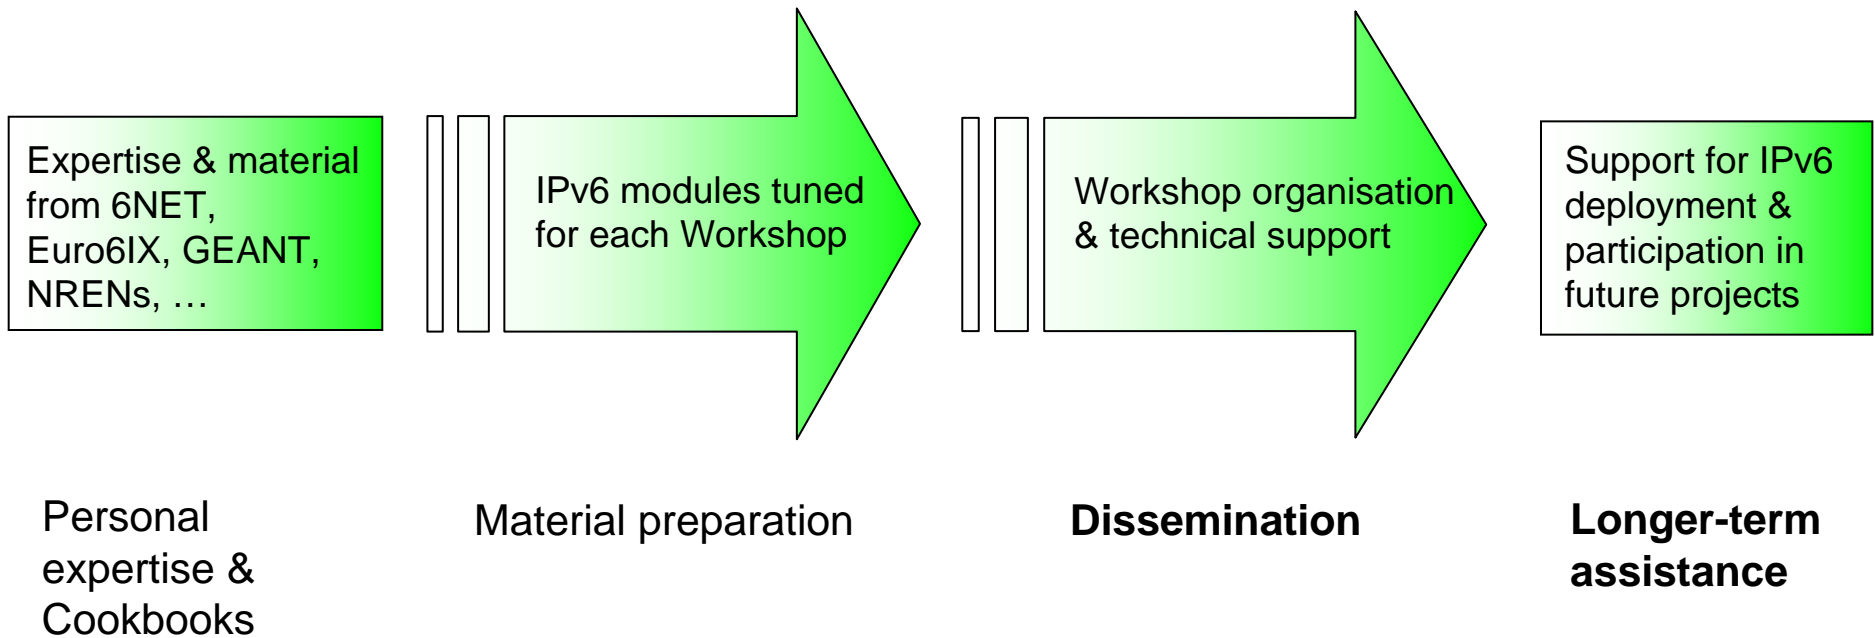 Expertise & material
from 6NET,
Euro6IX, GEANT,
NRENs, …
IPv6 modules tuned
for each Workshop
Workshop organisation
& technical support
Support for IPv6
deployment &
participation in
future projects
Personal
expertise &
Cookbooks
Material preparation
Dissemination
Longer-term
assistance